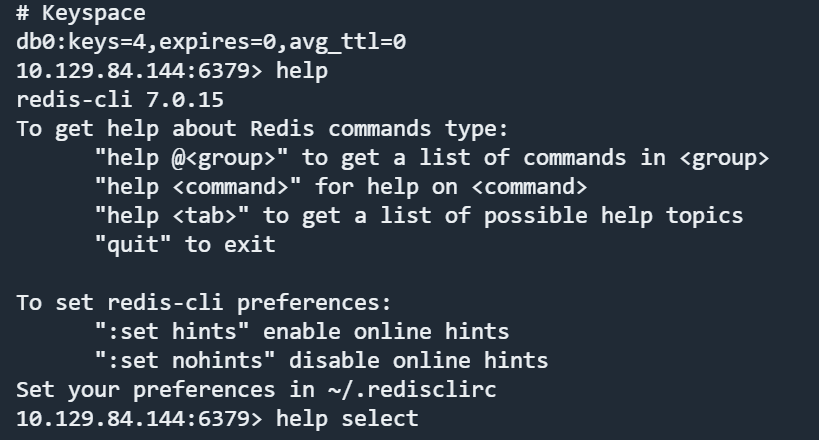 # Keyspace
db0:keys=4,expires=0,avg_ttl=0
10.129.84.144:6379> help
redis-cli 7.0.15
To get help about Redis commands type:
      "help @<group>" to get a list of commands in <group>
      "help <command>" for help on <command>
      "help <tab>" to get a list of possible help topics
      "quit" to exit

To set redis-cli preferences:
      ":set hints" enable online hints
      ":set nohints" disable online hints
Set your preferences in ~/.redisclirc
10.129.84.144:6379> help select